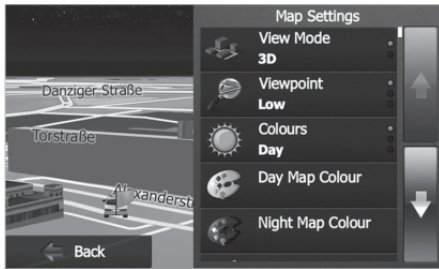 Map Settings
View Mode
3D
Viewpoint
Low
Colours
Day
Day Map Colour
Night Map Colour
Danziger Straße
Torstraße
Alexanderst
Back